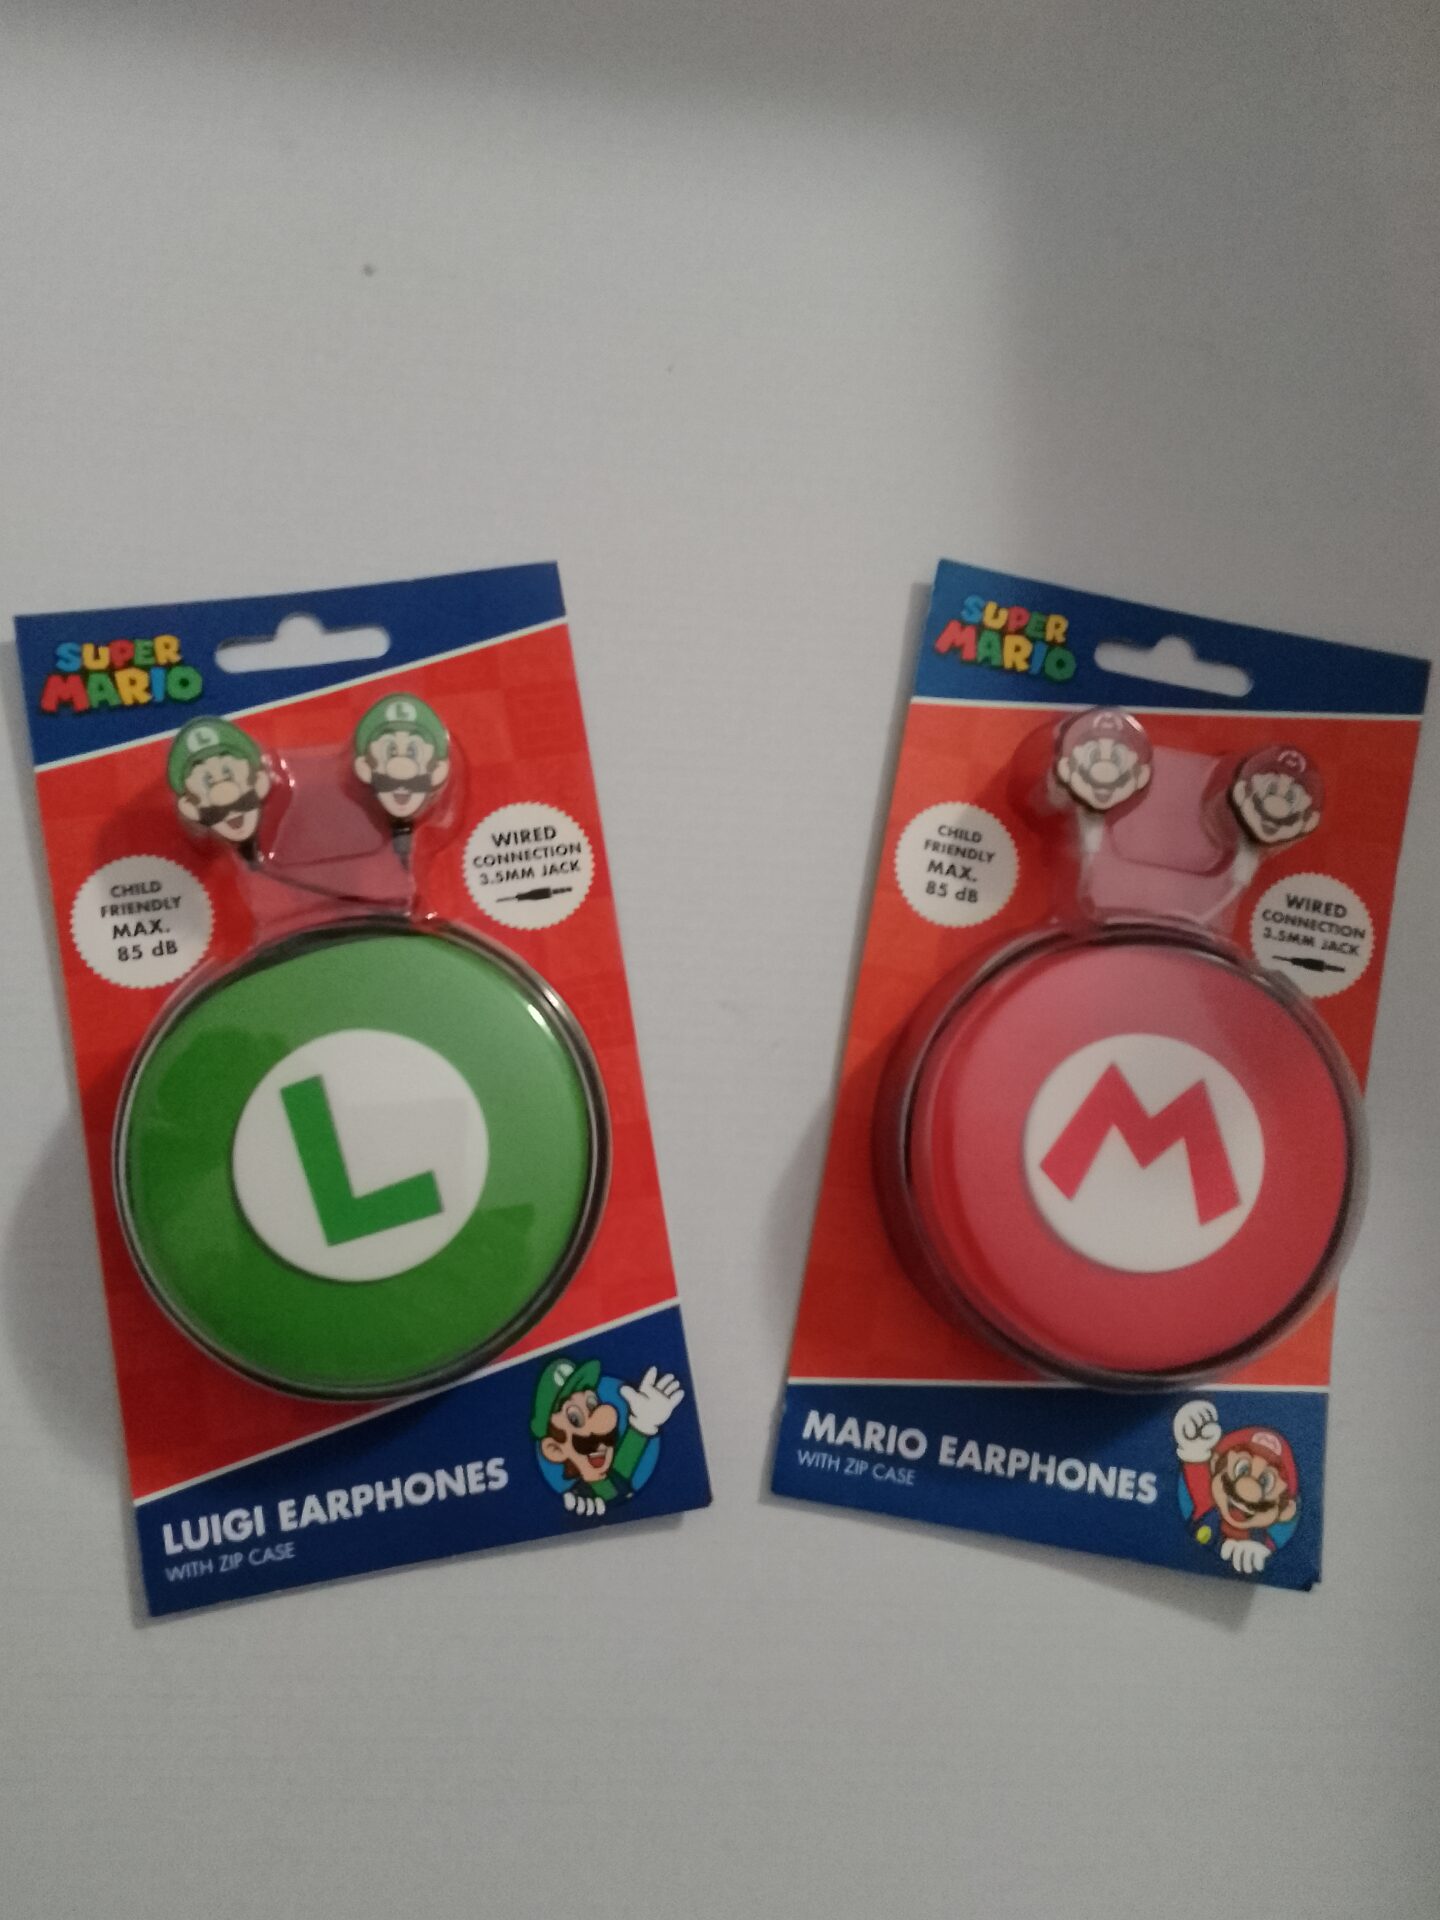 SUPER
MARIO
L
L
CHILD
FRIENDLY
MAX.
85 dB
WIRED
CONNECTION
3.5MM JACK
L
L
LUIGI EARPHONES
WITH ZIP CASE
SUPER
MARIO
M
M
CHILD
FRIENDLY
MAX.
85 dB
WIRED
CONNECTION
3.5MM JACK
M
M
MARIO EARPHONES
WITH ZIP CASE